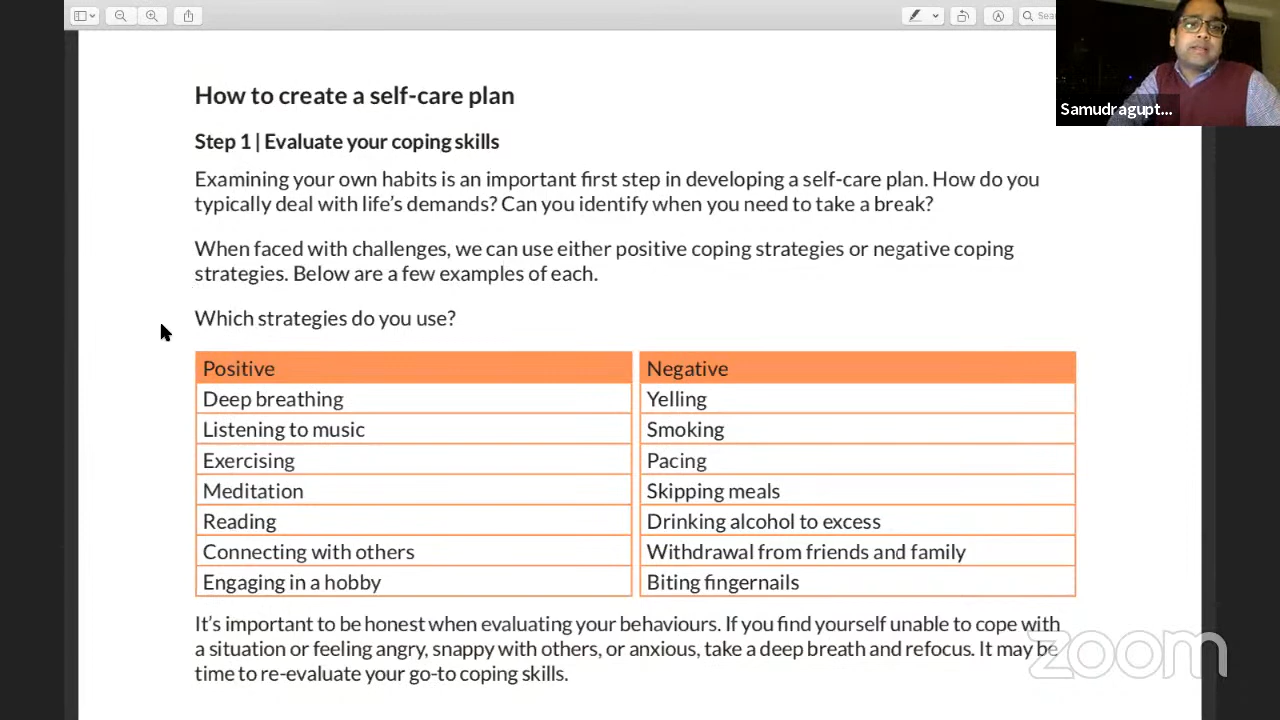 Sea
Samudragupt...
How to create a self-care plan
Step 1 | Evaluate your coping skills
Examining your own habits is an important first step in developing a self-care plan. How do you
typically deal with life’s demands? Can you identify when you need to take a break?
When faced with challenges, we can use either positive coping strategies or negative coping
strategies. Below are a few examples of each.
Which strategies do you use?
Positive Negative
Deep breathing Yelling
Listening to music Smoking
Exercising Pacing
Meditation Skipping meals
Reading Drinking alcohol to excess
Connecting with others Withdrawal from friends and family
Engaging in a hobby Biting fingernails
It’s important to be honest when evaluating your behaviours. If you find yourself unable to cope with
a situation or feeling angry, snappy with others, or anxious, take a deep breath and refocus. It may be
time to re-evaluate your go-to coping skills.
zoom